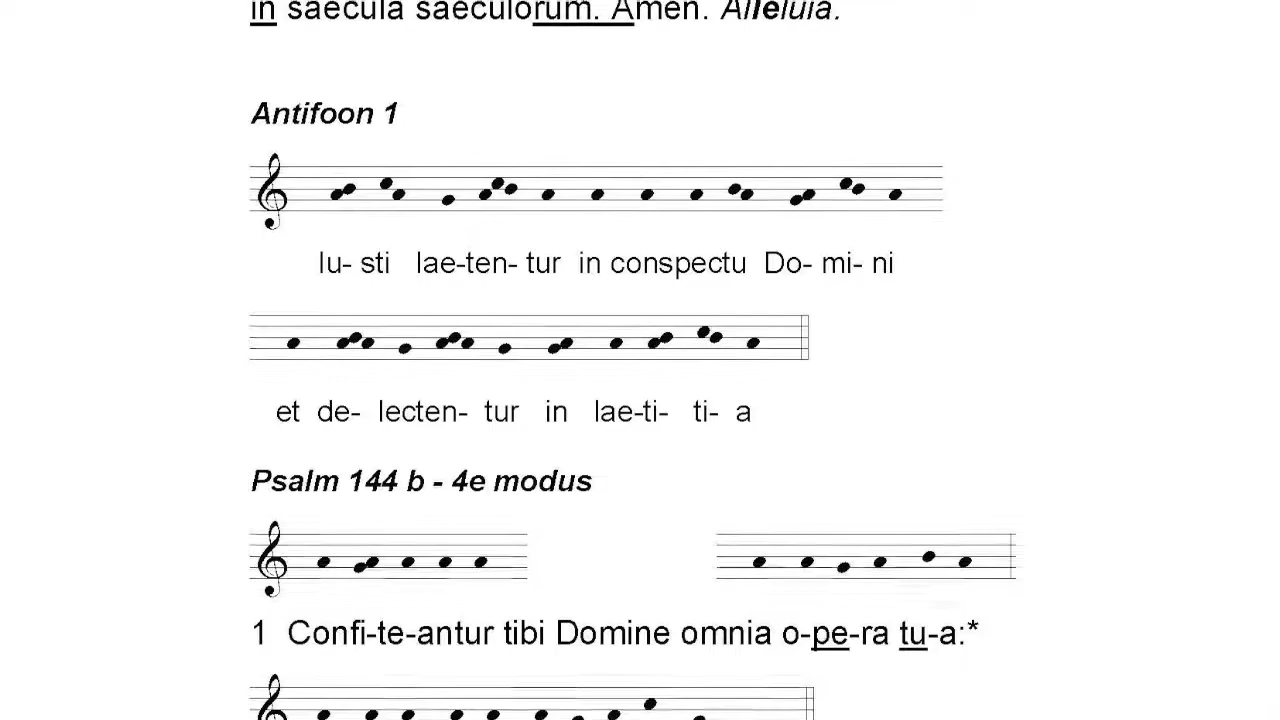 in saecula saeculorum. Amen. Alleluia.
Antifoon 1
Iu- sti lae-ten- tur in conspectu Do- mi- ni
et de- lecten- tur in lae-ti- ti- a
Psalm 144 b - 4e modus
1 Confi-te-antur tibi Domine omnia o-pe-ra tu-a:*